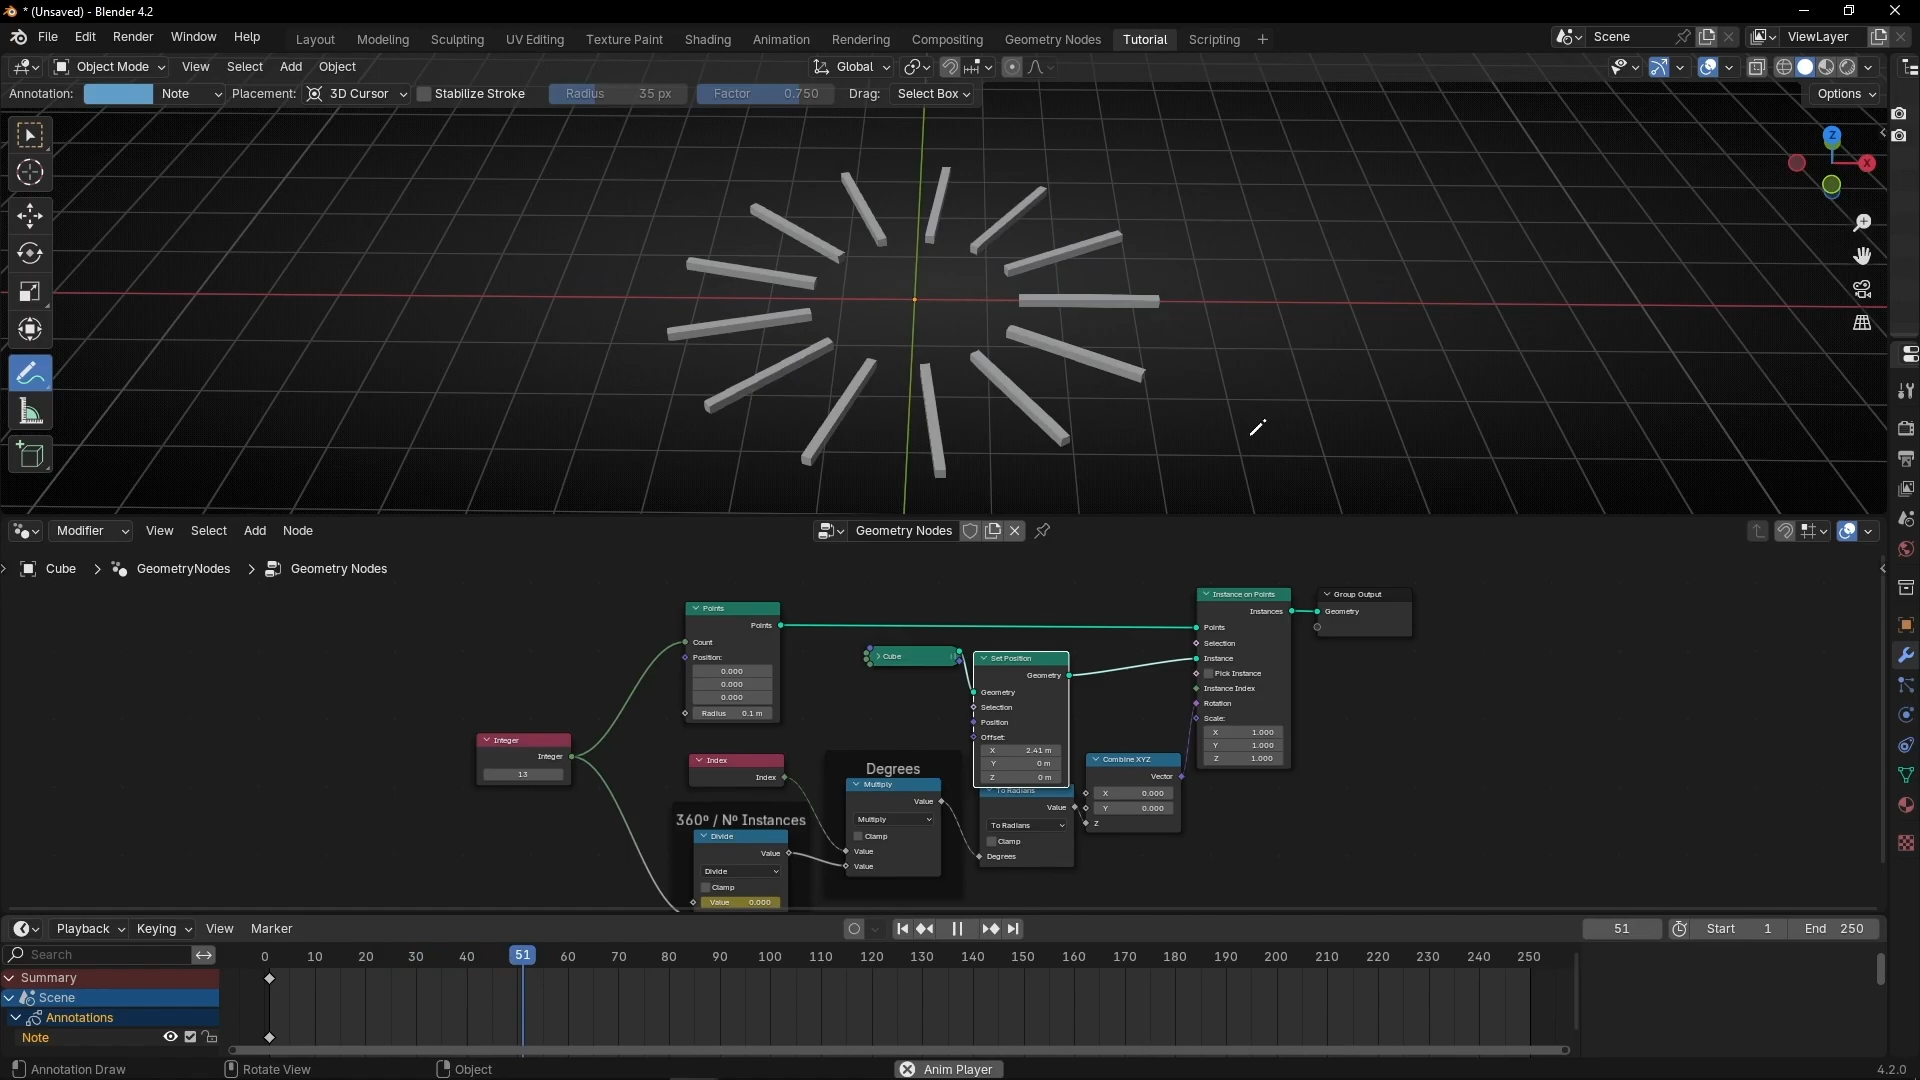 * (Unsaved) - Blender 4.2
File Edit Render Window Help Layout Modeling Sculpting UV Editing Texture Paint Shading Animation Rendering Compositing Geometry Nodes Tutorial Scripting + Scene ViewLayer
Object Mode View Select Add Object Global
Annotation: Note Placement: 3D Cursor Stabilize Stroke Radius 35 px Factor 0.750 Drag: Select Box Options
Z
X
Modifier View Select Add Node Geometry Nodes
Cube > GeometryNodes > Geometry Nodes
Points
Points
Count
Position:
0.000
0.000
0.000
Radius 0.1 m
Integer
Integer
13
Index
Index
360º / Nº Instances
Divide
Value
Divide
Clamp
Value 0.000
Degrees
Multiply
Value
Multiply
Clamp
Value
Value
Cube
Set Position
Geometry
Geometry
Selection
Position
Offset:
X 2.41 m
Y 0 m
Z 0 m
To Radians
Value
To Radians
Clamp
Degrees
Combine XYZ
Vector
X 0.000
Y 0.000
Z
Instance on Points
Instances
Points
Selection
Instance
Pick Instance
Instance Index
Rotation
Scale:
X 1.000
Y 1.000
Z 1.000
Group Output
Geometry
Playback Keying View Marker 51 Start 1 End 250
Search 0 10 20 30 40 51 60 70 80 90 100 110 120 130 140 150 160 170 180 190 200 210 220 230 240 250
Summary
Scene
Annotations
Note
Annotation Draw Rotate View Object Anim Player 4.2.0